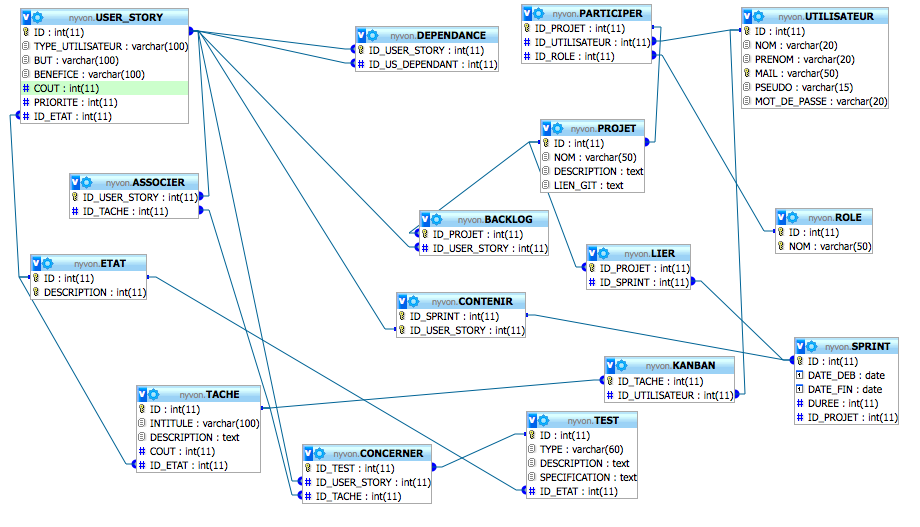 nyvon.USER_STORY
ID : int(11)
TYPE_UTILISATEUR : varchar(100)
BUT : varchar(100)
BENEFICE : varchar(100)
COUT : int(11)
PRIORITE : int(11)
ID_ETAT : int(11)
nyvon.DEPENDANCE
ID_USER_STORY : int(11)
ID_US_DEPENDANT : int(11)
nyvon.PARTICIPER
ID_PROJET : int(11)
ID_UTILISATEUR : int(11)
ID_ROLE : int(11)
nyvon.UTILISATEUR
ID : int(11)
NOM : varchar(20)
PRENOM : varchar(20)
MAIL : varchar(50)
PSEUDO : varchar(15)
MOT_DE_PASSE : varchar(20)
nyvon.PROJET
ID : int(11)
NOM : varchar(50)
DESCRIPTION : text
LIEN_GIT : text
nyvon.ASSOCIER
ID_USER_STORY : int(11)
ID_TACHE : int(11)
nyvon.BACKLOG
ID_PROJET : int(11)
ID_USER_STORY : int(11)
nyvon.ROLE
ID : int(11)
NOM : varchar(50)
nyvon.ETAT
ID : int(11)
DESCRIPTION : int(11)
nyvon.LIER
ID_PROJET : int(11)
ID_SPRINT : int(11)
nyvon.CONTENIR
ID_SPRINT : int(11)
ID_USER_STORY : int(11)
nyvon.SPRINT
ID : int(11)
DATE_DEB : date
DATE_FIN : date
DUREE : int(11)
ID_PROJET : int(11)
nyvon.KANBAN
ID_TACHE : int(11)
ID_UTILISATEUR : int(11)
nyvon.TACHE
ID : int(11)
INTITULE : varchar(100)
DESCRIPTION : text
COUT : int(11)
ID_ETAT : int(11)
nyvon.TEST
ID : int(11)
TYPE : varchar(60)
DESCRIPTION : text
SPECIFICATION : text
ID_ETAT : int(11)
nyvon.CONCERNER
ID_TEST : int(11)
ID_USER_STORY : int(11)
ID_TACHE : int(11)